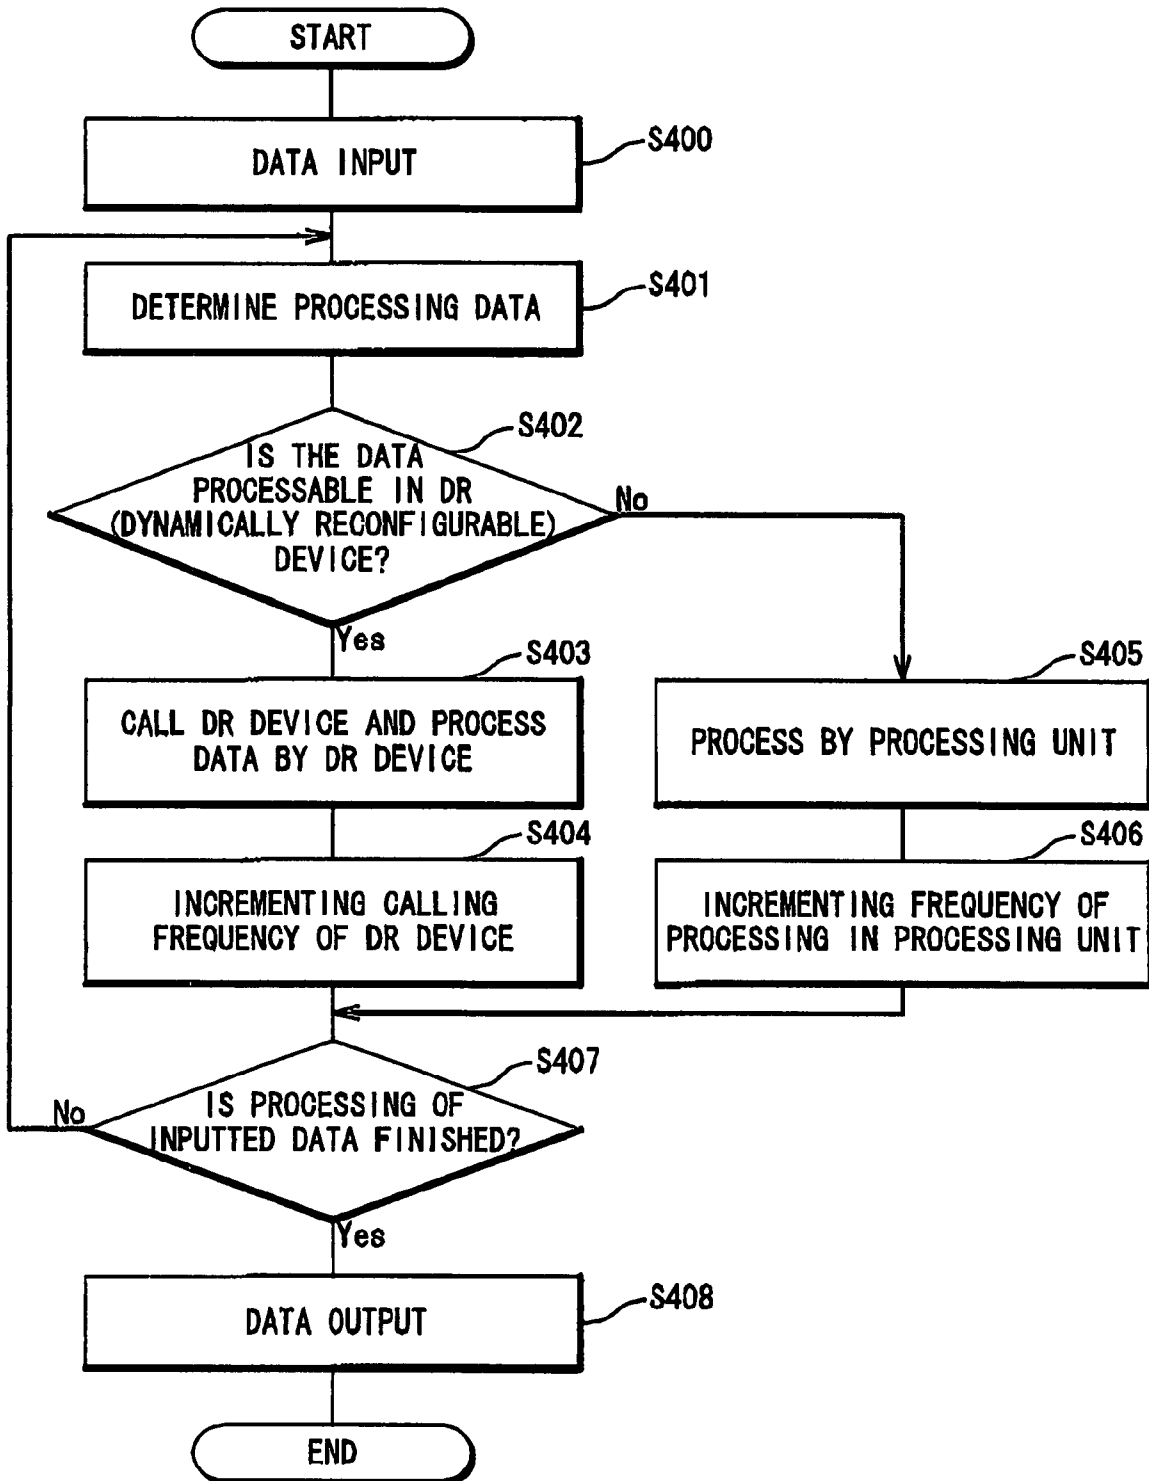 START
DATA INPUT
S400
DETERMINE PROCESSING DATA
S401
S402
IS THE DATA
PROCESSABLE IN DR
(DYNAMICALLY RECONFIGURABLE)
DEVICE?
No
Yes
S403
CALL DR DEVICE AND PROCESS
DATA BY DR DEVICE
S405
PROCESS BY PROCESSING UNIT
S404
INCREMENTING CALLING
FREQUENCY OF DR DEVICE
S406
INCREMENTING FREQUENCY OF
PROCESSING IN PROCESSING UNIT
S407
IS PROCESSING OF
INPUTTED DATA FINISHED?
No
Yes
DATA OUTPUT
S408
END